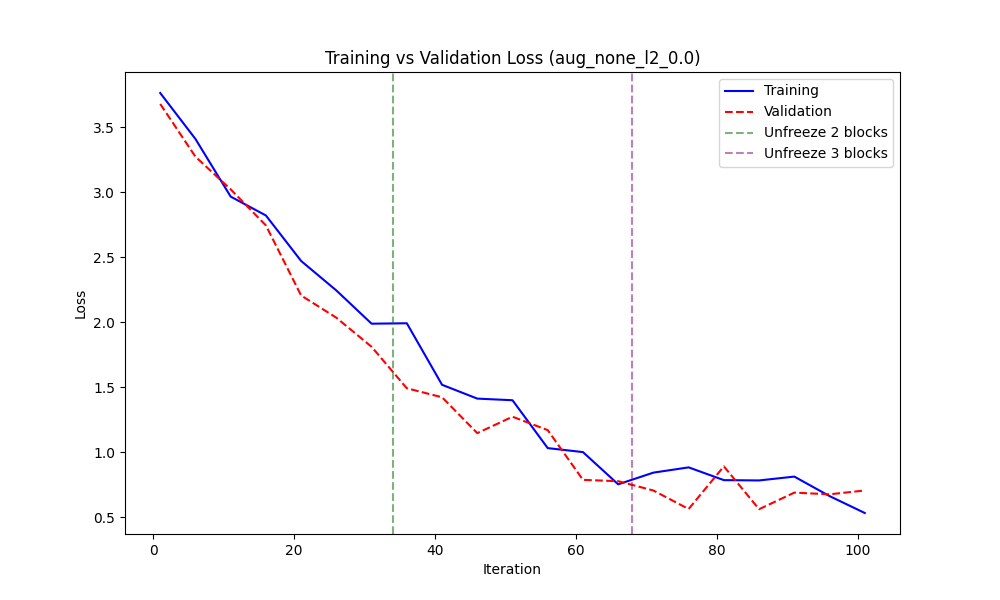 Training vs Validation Loss (aug_none_l2_0.0)
Training
Validation
Unfreeze 2 blocks
Unfreeze 3 blocks
Loss
3.5
3.0
2.5
2.0
1.5
1.0
0.5
0 20 40 60 80 100
Iteration